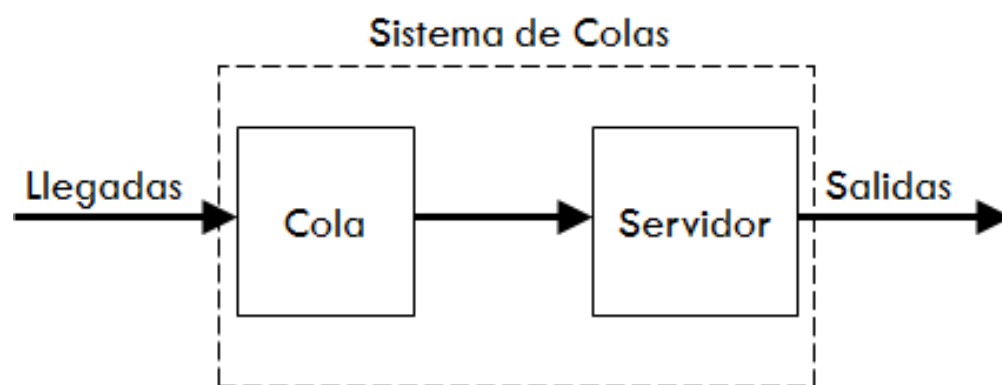 Sistema de Colas
Llegadas
Cola
Servidor
Salidas